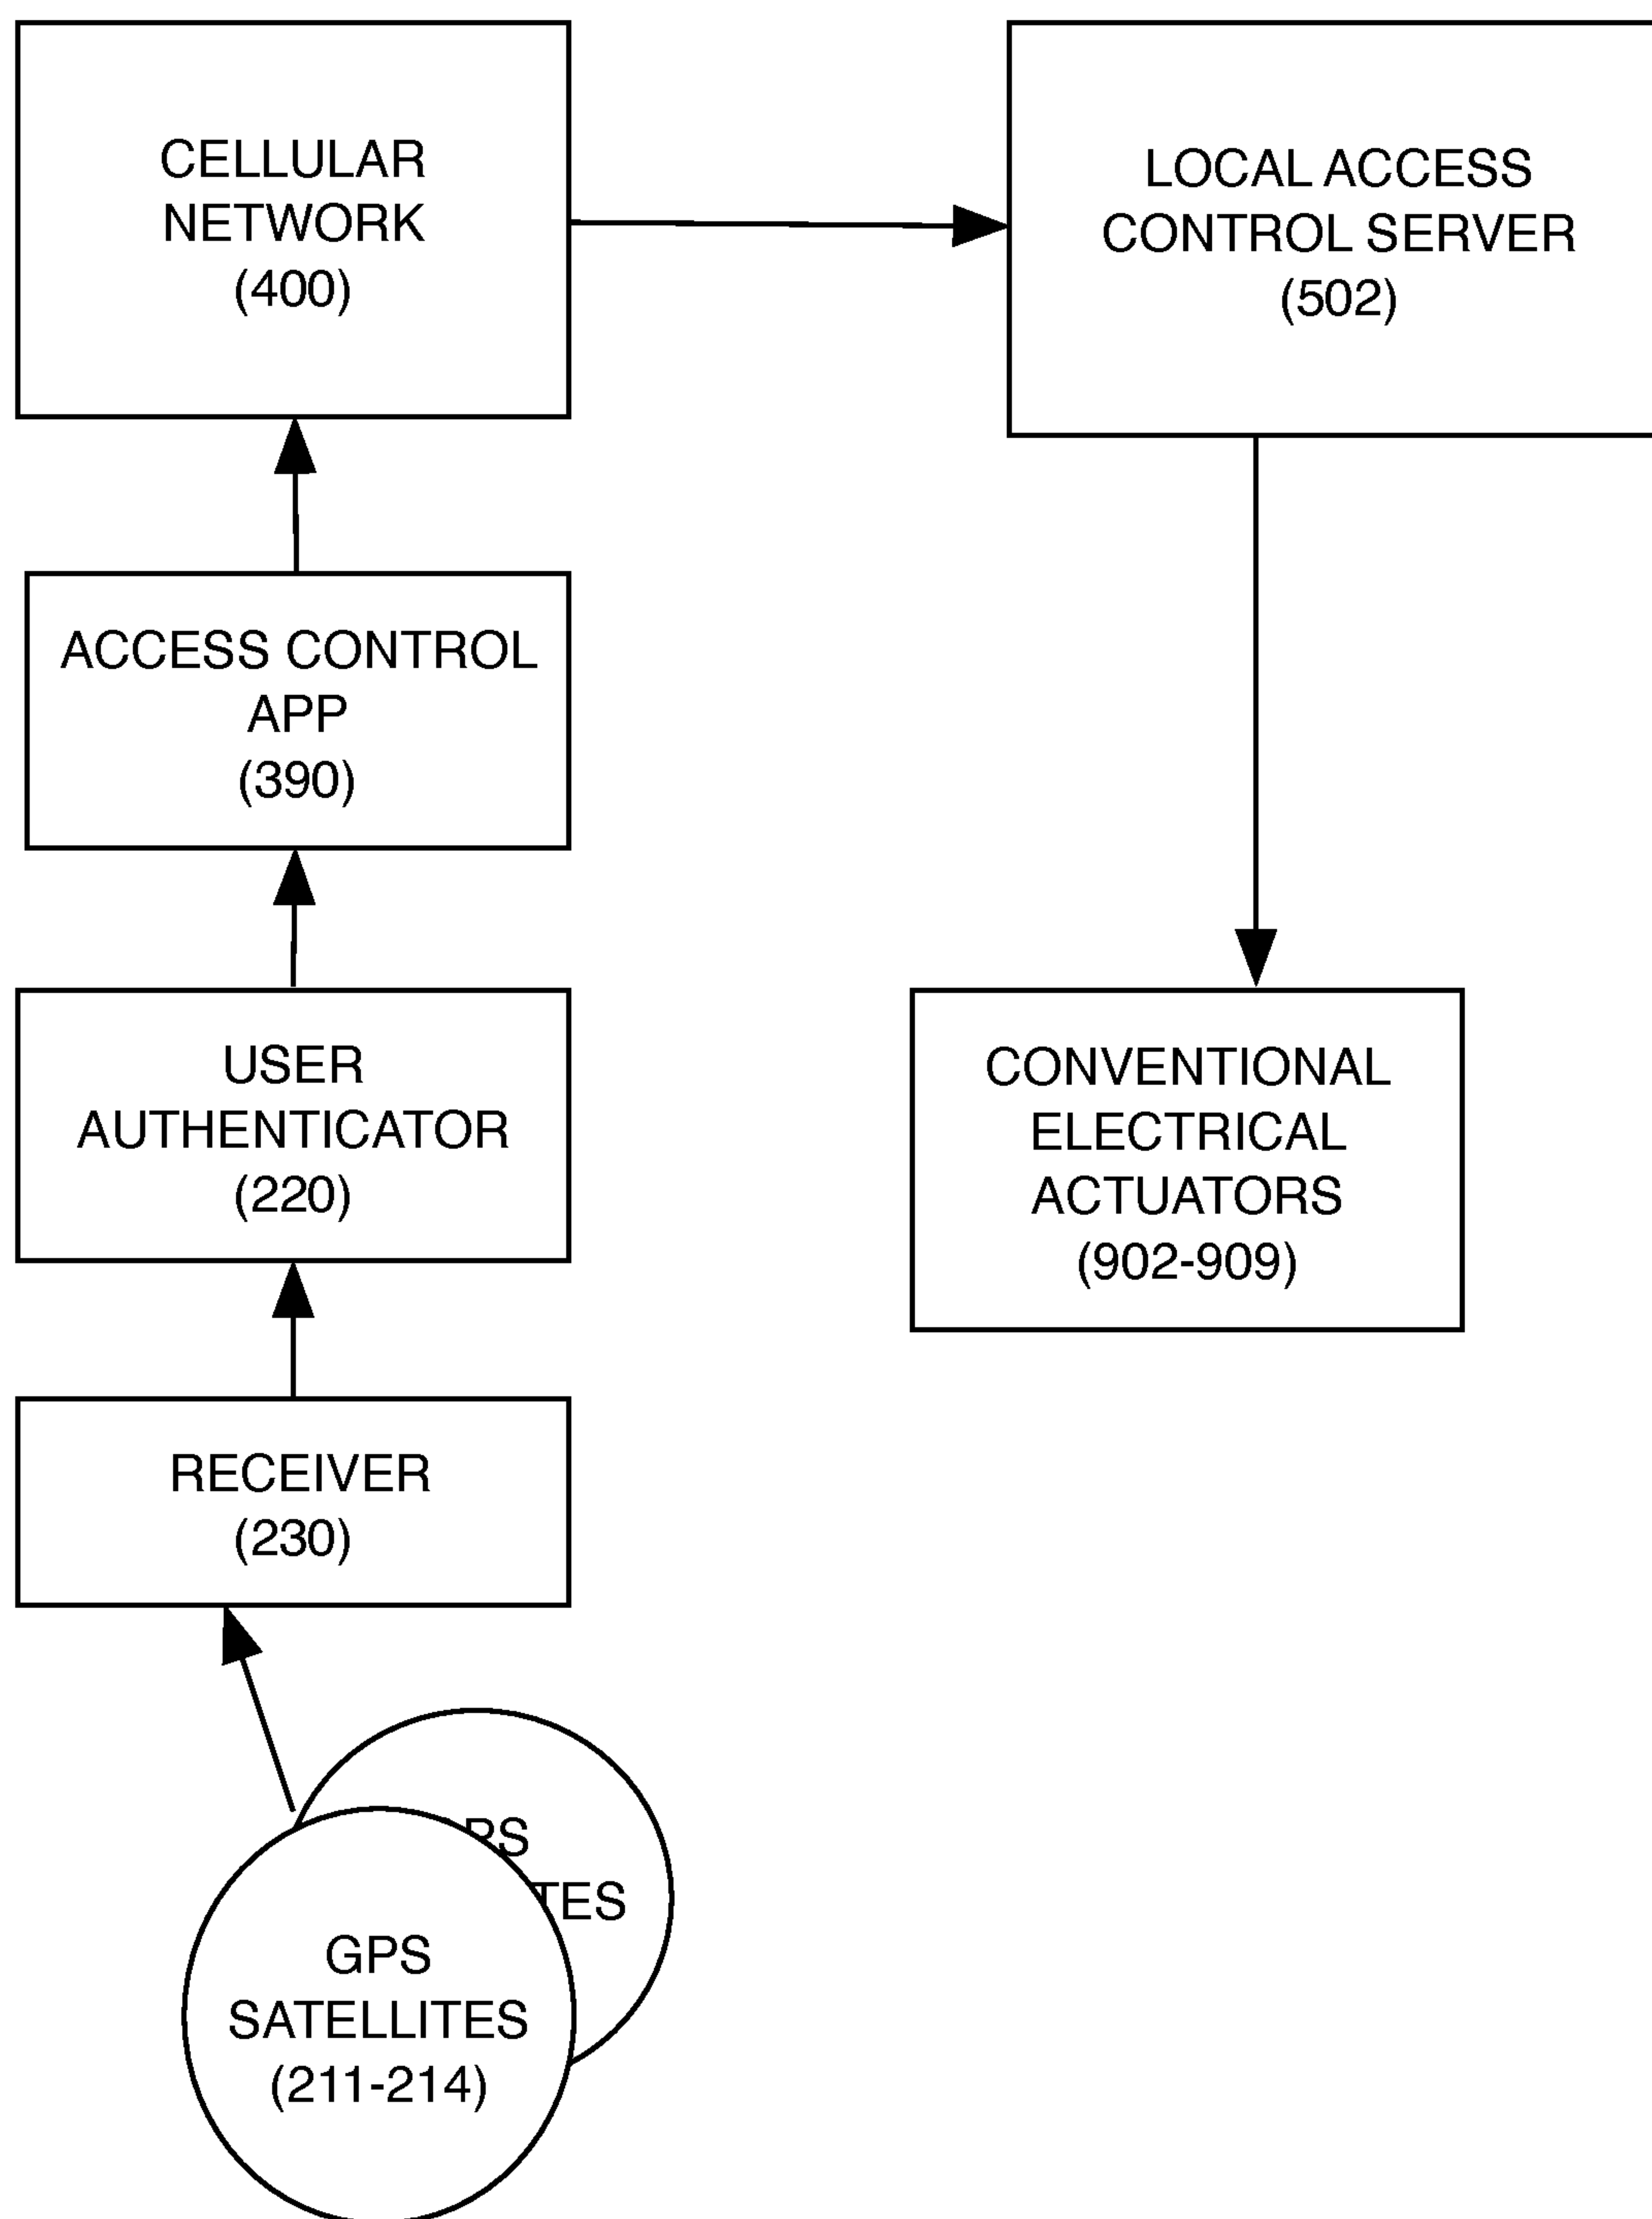 CELLULAR
NETWORK
(400)
LOCAL ACCESS
CONTROL SERVER
(502)
ACCESS CONTROL
APP
(390)
USER
AUTHENTICATOR
(220)
CONVENTIONAL
ELECTRICAL
ACTUATORS
(902-909)
RECEIVER
(230)
GPS
SATELLITES
(211-214)